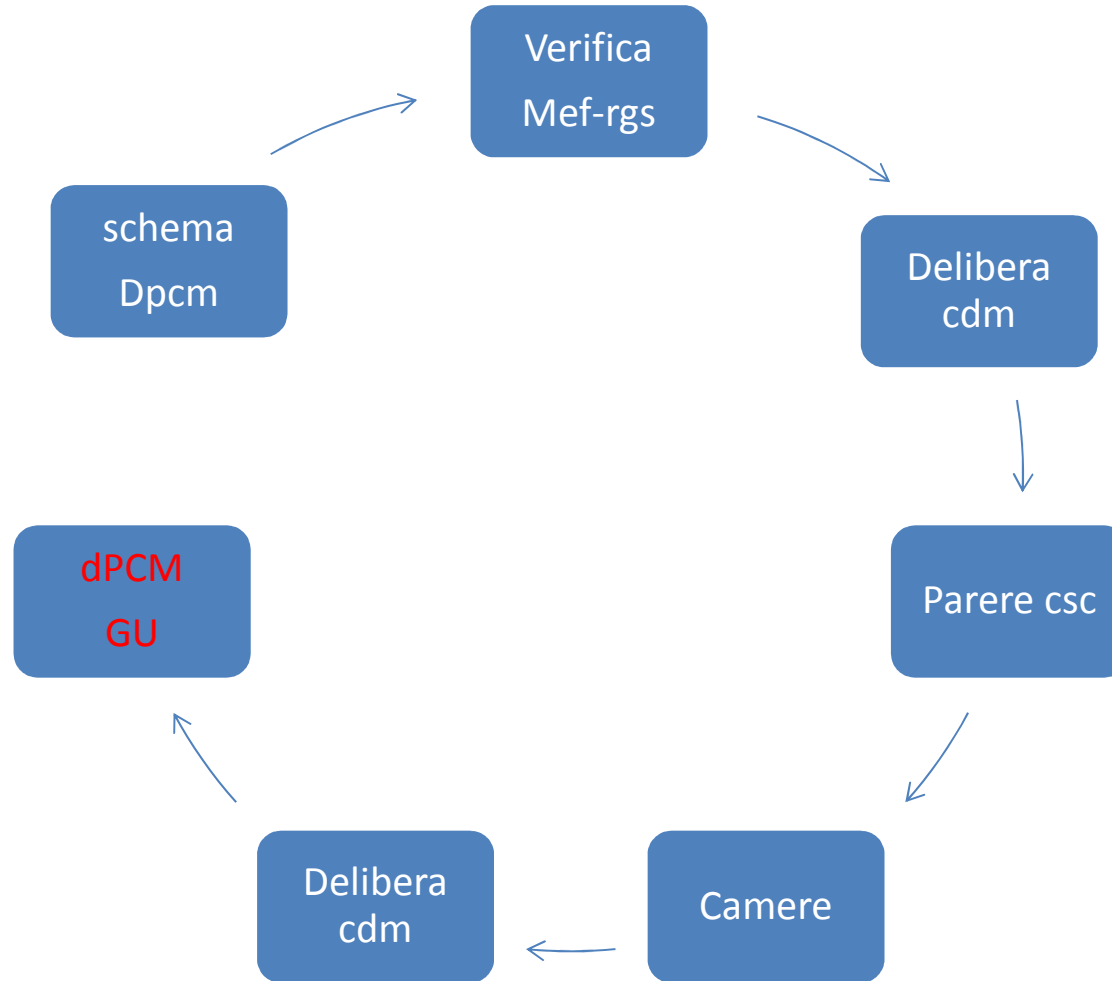 Verifica
Mef-rgs
schema
Dpcm
Delibera
cdm
Parere csc
Camere
Delibera
cdm
dPCM
GU